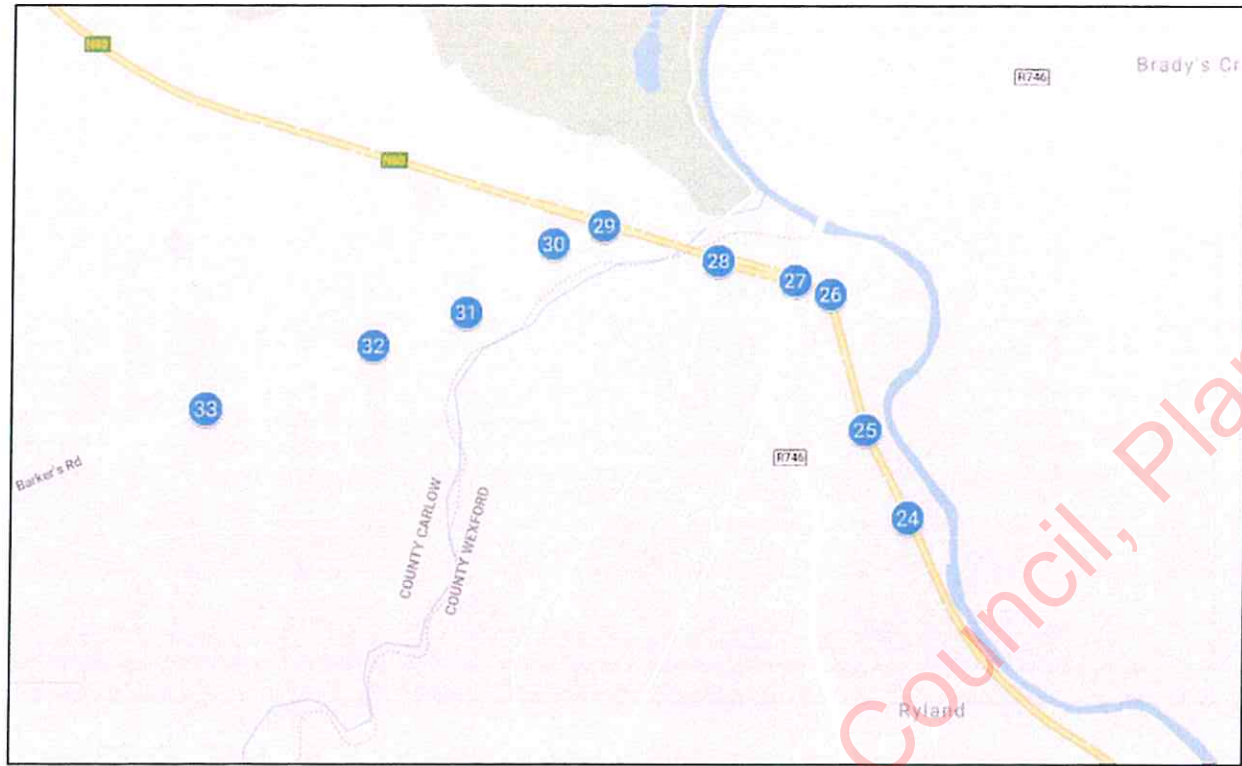 N80
R746
Brady's Cr
N80
29
30
28
27
26
31
32
33
25
R746
Barker's Rd
24
COUNTY CARLOW
COUNTY WEXFORD
Ryland
Council, Plan